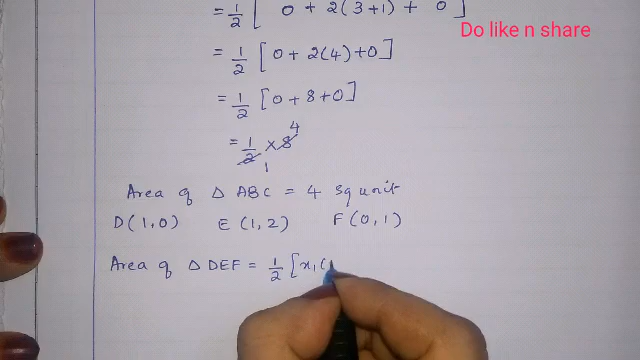 = 1/2 [ 0 + 2(3+1) + 0 ]
Do like n share
= 1/2 [0 + 2(4) + 0]
= 1/2 [0 + 8 + 0]
= 1/2 × 8 4
1
Area of △ ABC = 4 sq unit
D(1,0) E(1,2) F(0,1)
Area of △ DEF = 1/2 [x₁(